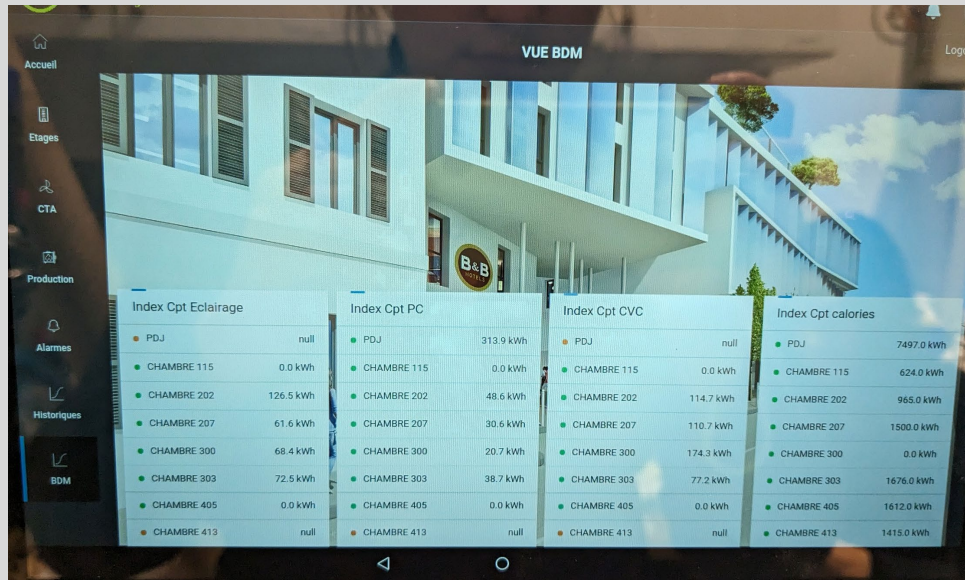 VUE BDM
Accueil
Etages
CTA
Production
Alarmes
Historiques
BDM
B&B
HOTELS
Index Cpt Eclairage
PDJ null
CHAMBRE 115 0.0 kWh
CHAMBRE 202 126.5 kWh
CHAMBRE 207 61.6 kWh
CHAMBRE 300 68.4 kWh
CHAMBRE 303 72.5 kWh
CHAMBRE 405 0.0 kWh
CHAMBRE 413 null
Index Cpt PC
PDJ 313.9 kWh
CHAMBRE 115 0.0 kWh
CHAMBRE 202 48.6 kWh
CHAMBRE 207 30.6 kWh
CHAMBRE 300 20.7 kWh
CHAMBRE 303 38.7 kWh
CHAMBRE 405 0.0 kWh
CHAMBRE 413 null
Index Cpt CVC
PDJ null
CHAMBRE 115 0.0 kWh
CHAMBRE 202 114.7 kWh
CHAMBRE 207 110.7 kWh
CHAMBRE 300 174.3 kWh
CHAMBRE 303 77.2 kWh
CHAMBRE 405 0.0 kWh
CHAMBRE 413 null
Index Cpt calories
PDJ 7497.0 kWh
CHAMBRE 115 624.0 kWh
CHAMBRE 202 965.0 kWh
CHAMBRE 207 1500.0 kWh
CHAMBRE 300 0.0 kWh
CHAMBRE 303 1676.0 kWh
CHAMBRE 405 1612.0 kWh
CHAMBRE 413 1415.0 kWh